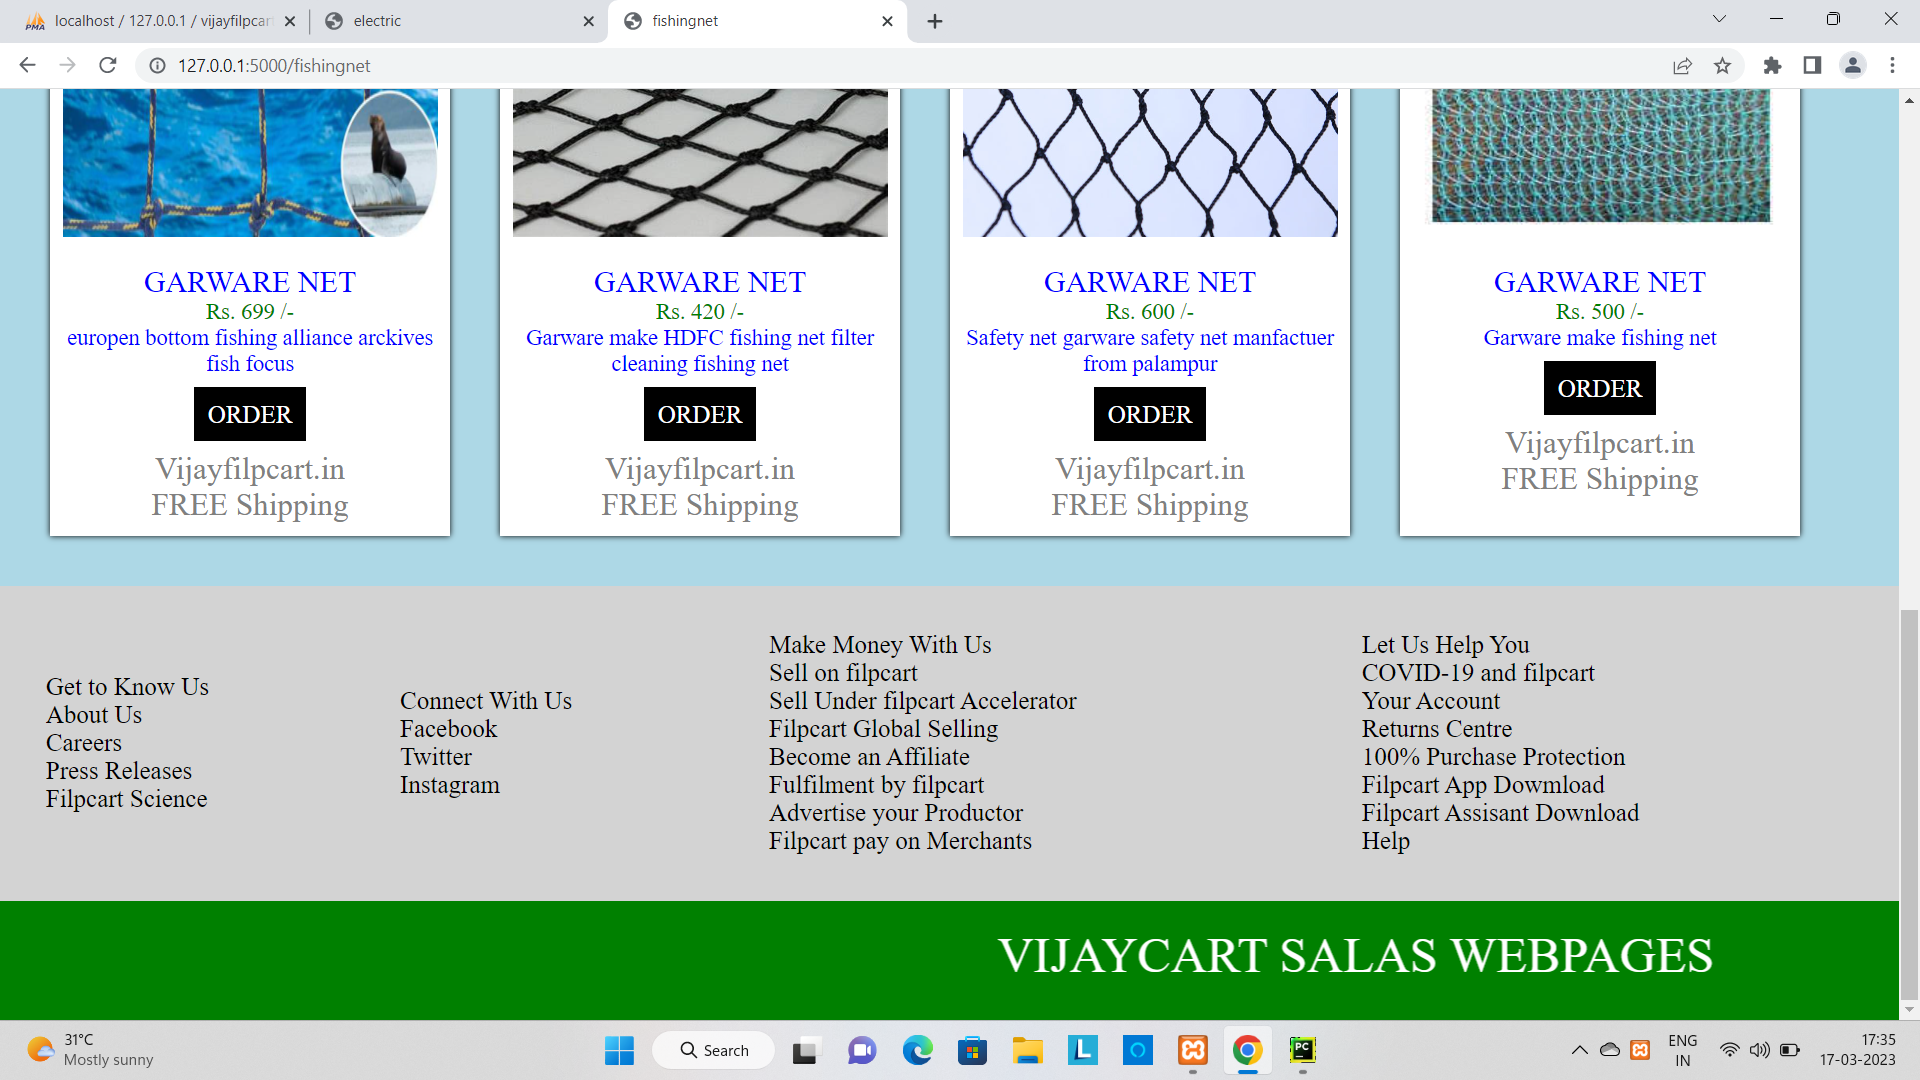 localhost / 127.0.0.1 / vijayfilpcar
electric
fishingnet
127.0.0.1:5000/fishingnet
GARWARE NET
Rs. 699 /-
europen bottom fishing alliance arckives
fish focus
ORDER
Vijayfilpcart.in
FREE Shipping
GARWARE NET
Rs. 420 /-
Garware make HDFC fishing net filter
cleaning fishing net
ORDER
Vijayfilpcart.in
FREE Shipping
GARWARE NET
Rs. 600 /-
Safety net garware safety net manfactuer
from palampur
ORDER
Vijayfilpcart.in
FREE Shipping
GARWARE NET
Rs. 500 /-
Garware make fishing net
ORDER
Vijayfilpcart.in
FREE Shipping
Get to Know Us
About Us
Careers
Press Releases
Filpcart Science
Connect With Us
Facebook
Twitter
Instagram
Make Money With Us
Sell on filpcart
Sell Under filpcart Accelerator
Filpcart Global Selling
Become an Affiliate
Fulfilment by filpcart
Advertise your Productor
Filpcart pay on Merchants
Let Us Help You
COVID-19 and filpcart
Your Account
Returns Centre
100% Purchase Protection
Filpcart App Dowmload
Filpcart Assisant Download
Help
VIJAYCART SALAS WEBPAGES
31°C
Mostly sunny
Search
ENG
IN
17:35
17-03-2023